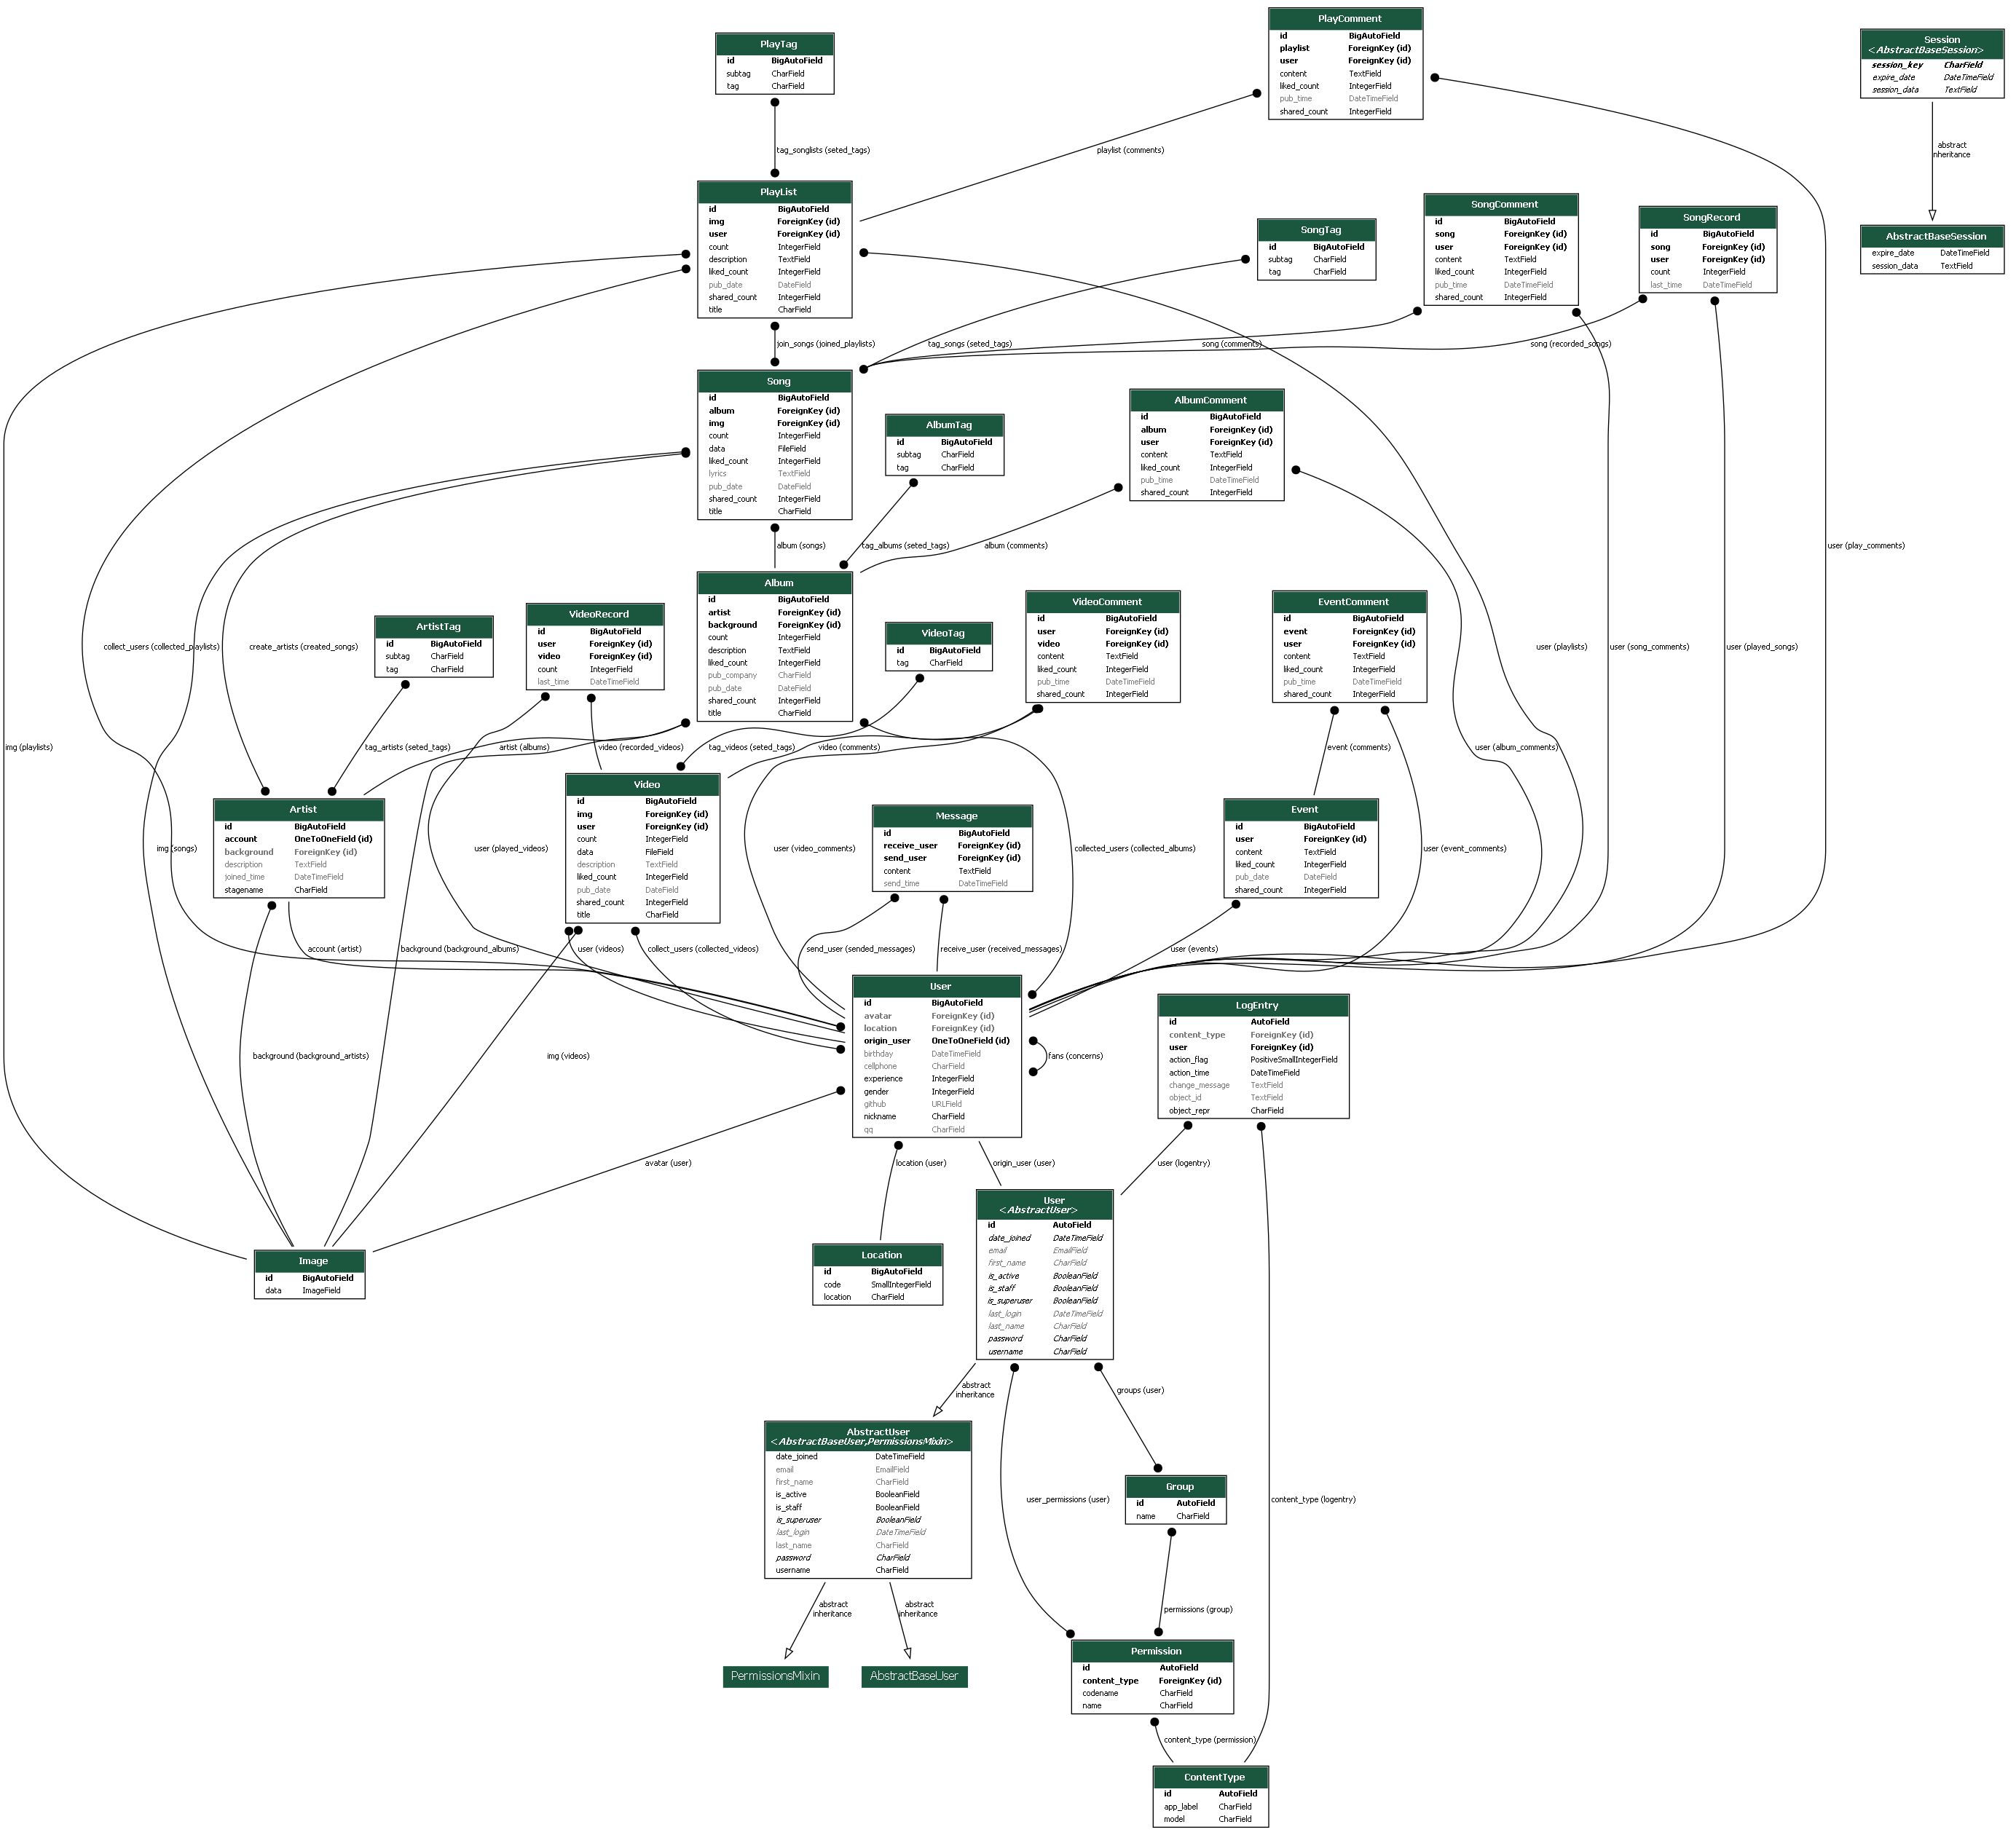 PlayTag
id BigAutoField
subtag CharField
tag CharField
PlayComment
id BigAutoField
playlist ForeignKey (id)
user ForeignKey (id)
content TextField
liked_count IntegerField
pub_time DateTimeField
shared_count IntegerField
Session
<AbstractBaseSession>
session_key CharField
expire_date DateTimeField
session_data TextField
tag_songlists (seted_tags)
playlist (comments)
abstract
inheritance
PlayList
id BigAutoField
img ForeignKey (id)
user ForeignKey (id)
count IntegerField
description TextField
liked_count IntegerField
pub_date DateField
shared_count IntegerField
title CharField
SongTag
id BigAutoField
subtag CharField
tag CharField
SongComment
id BigAutoField
song ForeignKey (id)
user ForeignKey (id)
content TextField
liked_count IntegerField
pub_time DateTimeField
shared_count IntegerField
SongRecord
id BigAutoField
song ForeignKey (id)
user ForeignKey (id)
count IntegerField
last_time DateTimeField
AbstractBaseSession
expire_date DateTimeField
session_data TextField
join_songs (joined_playlists)
tag_songs (seted_tags)
song (comments)
song (recorded_songs)
Song
id BigAutoField
album ForeignKey (id)
img ForeignKey (id)
count IntegerField
data FileField
liked_count IntegerField
lyrics TextField
pub_date DateField
shared_count IntegerField
title CharField
AlbumTag
id BigAutoField
subtag CharField
tag CharField
AlbumComment
id BigAutoField
album ForeignKey (id)
user ForeignKey (id)
content TextField
liked_count IntegerField
pub_time DateTimeField
shared_count IntegerField
album (songs)
tag_albums (seted_tags)
album (comments)
user (play_comments)
ArtistTag
id BigAutoField
subtag CharField
tag CharField
VideoRecord
id BigAutoField
user ForeignKey (id)
video ForeignKey (id)
count IntegerField
last_time DateTimeField
Album
id BigAutoField
artist ForeignKey (id)
background ForeignKey (id)
count IntegerField
description TextField
liked_count IntegerField
pub_company CharField
pub_date DateField
shared_count IntegerField
title CharField
VideoTag
id BigAutoField
tag CharField
VideoComment
id BigAutoField
user ForeignKey (id)
video ForeignKey (id)
content TextField
liked_count IntegerField
pub_time DateTimeField
shared_count IntegerField
EventComment
id BigAutoField
event ForeignKey (id)
user ForeignKey (id)
content TextField
liked_count IntegerField
pub_time DateTimeField
shared_count IntegerField
collect_users (collected_playlists)
create_artists (created_songs)
user (playlists)
user (song_comments)
user (played_songs)
img (playlists)
tag_artists (seted_tags)
artist (albums)
video (recorded_videos)
tag_videos (seted_tags)
video (comments)
event (comments)
user (album_comments)
Artist
id BigAutoField
account OneToOneField (id)
background ForeignKey (id)
description TextField
joined_time DateTimeField
stagename CharField
Video
id BigAutoField
img ForeignKey (id)
user ForeignKey (id)
count IntegerField
data FileField
description TextField
liked_count IntegerField
pub_date DateField
shared_count IntegerField
title CharField
Message
id BigAutoField
receive_user ForeignKey (id)
send_user ForeignKey (id)
content TextField
send_time DateTimeField
Event
id BigAutoField
user ForeignKey (id)
content TextField
liked_count IntegerField
pub_date DateField
shared_count IntegerField
img (songs)
user (played_videos)
user (video_comments)
collected_users (collected_albums)
user (event_comments)
account (artist)
background (background_albums)
user (videos)
collect_users (collected_videos)
send_user (sended_messages)
receive_user (received_messages)
user (events)
User
id BigAutoField
avatar ForeignKey (id)
location ForeignKey (id)
origin_user OneToOneField (id)
birthday DateTimeField
cellphone CharField
experience IntegerField
gender IntegerField
github URLField
nickname CharField
qq CharField
LogEntry
id AutoField
content_type ForeignKey (id)
user ForeignKey (id)
action_flag PositiveSmallIntegerField
action_time DateTimeField
change_message TextField
object_id TextField
object_repr CharField
background (background_artists)
img (videos)
fans (concerns)
avatar (user)
location (user)
origin_user (user)
user (logentry)
Image
id BigAutoField
data ImageField
Location
id BigAutoField
code SmallIntegerField
location CharField
User
<AbstractUser>
id AutoField
date_joined DateTimeField
email EmailField
first_name CharField
is_active BooleanField
is_staff BooleanField
is_superuser BooleanField
last_login DateTimeField
last_name CharField
password CharField
username CharField
abstract
inheritance
groups (user)
AbstractUser
<AbstractBaseUser,PermissionsMixin>
date_joined DateTimeField
email EmailField
first_name CharField
is_active BooleanField
is_staff BooleanField
is_superuser BooleanField
last_login DateTimeField
last_name CharField
password CharField
username CharField
user_permissions (user)
content_type (logentry)
Group
id AutoField
name CharField
abstract
inheritance
abstract
inheritance
permissions (group)
PermissionsMixin
AbstractBaseUser
Permission
id AutoField
content_type ForeignKey (id)
codename CharField
name CharField
content_type (permission)
ContentType
id AutoField
app_label CharField
model CharField